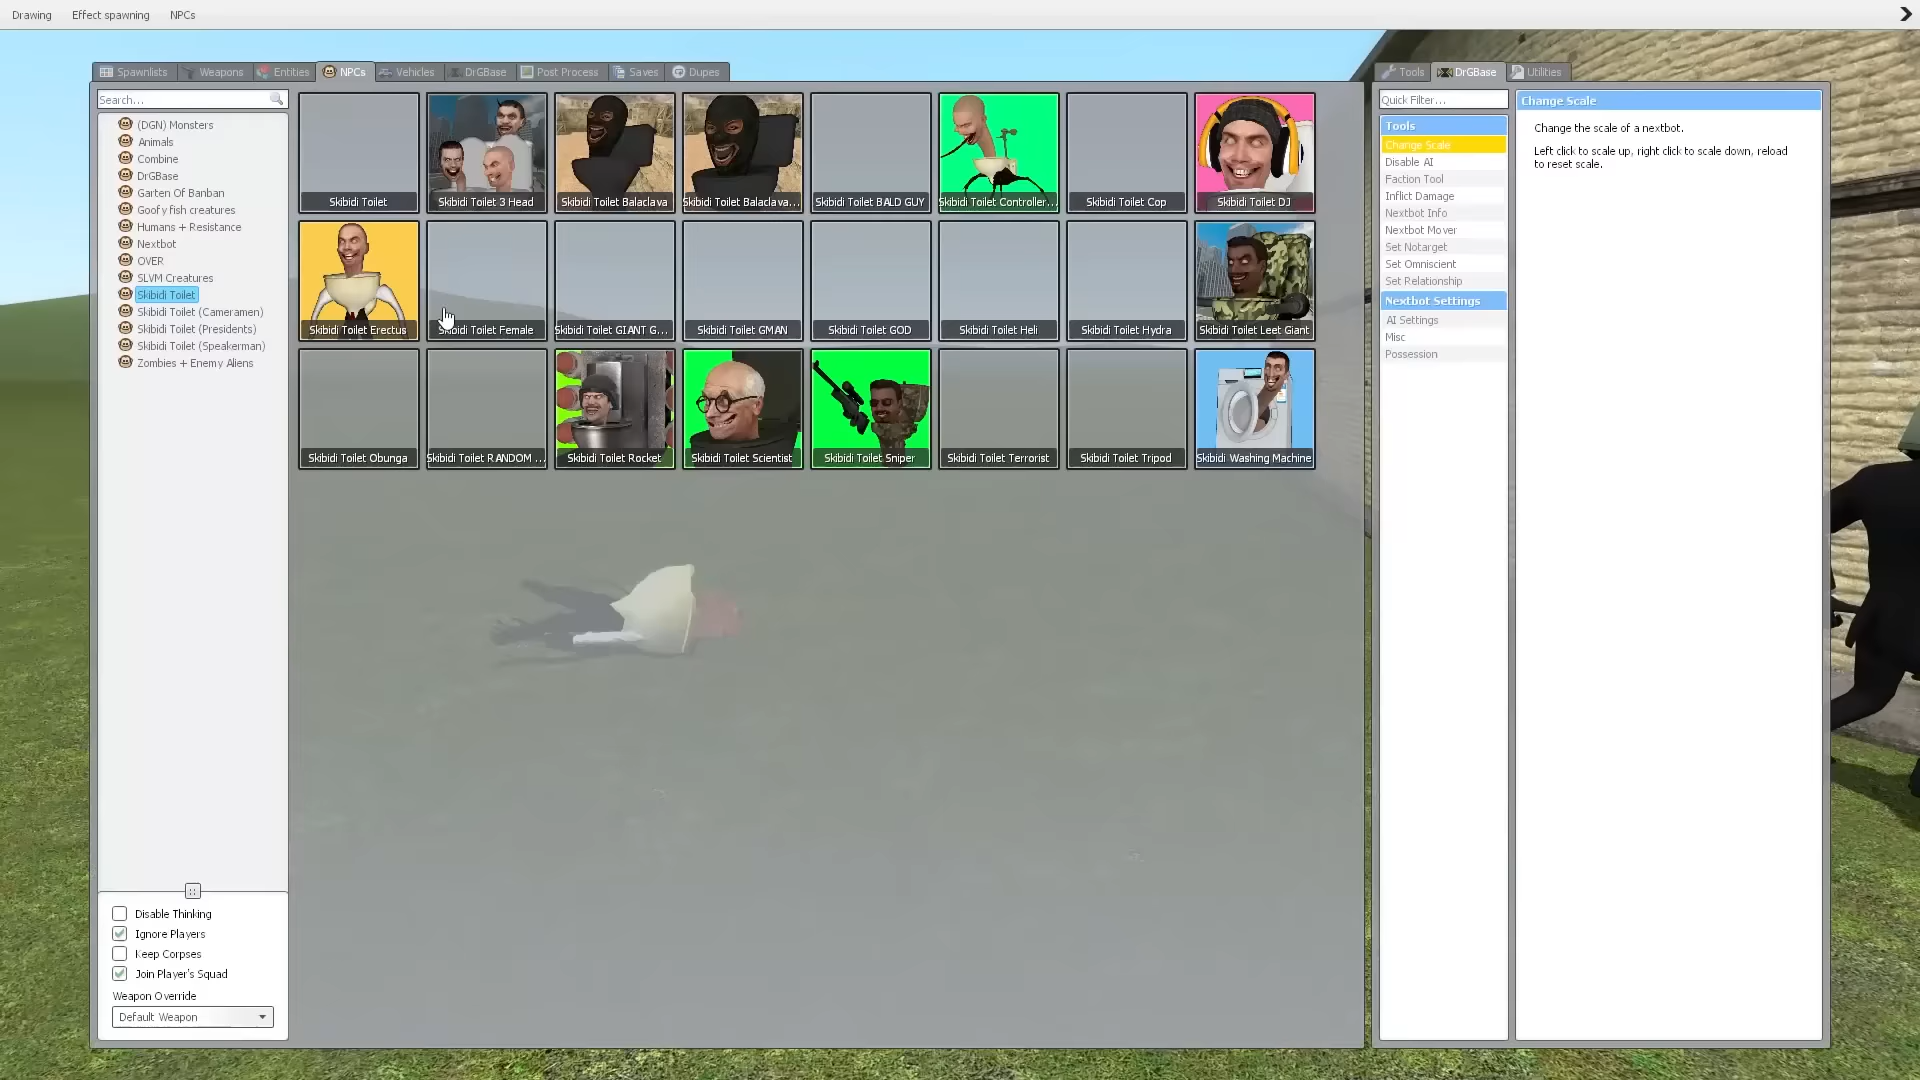 Drawing
Effect spawning
NPCs
Spawnlists
Weapons
Entities
NPCs
Vehicles
DrGBase
Post Process
Saves
Dupes
Tools
DrGBase
Utilities
Search...
(DGN) Monsters
Animals
Combine
DrGBase
Garten Of Banban
Goofy fish creatures
Humans + Resistance
Nextbot
OVER
SLVM Creatures
Skibidi Toilet
Skibidi Toilet (Cameramen)
Skibidi Toilet (Presidents)
Skibidi Toilet (Speakerman)
Zombies + Enemy Aliens
Skibidi Toilet
Skibidi Toilet 3 Head
Skibidi Toilet Balaclava
Skibidi Toilet Balaclava...
Skibidi Toilet BALD GUY
Skibidi Toilet Controller...
Skibidi Toilet Cop
Skibidi Toilet DJ
Skibidi Toilet Erectus
Skibidi Toilet Female
Skibidi Toilet GIANT G...
Skibidi Toilet GMAN
Skibidi Toilet GOD
Skibidi Toilet Heli
Skibidi Toilet Hydra
Skibidi Toilet Leet Giant
Skibidi Toilet Obunga
Skibidi Toilet RANDOM ...
Skibidi Toilet Rocket
Skibidi Toilet Scientist
Skibidi Toilet Sniper
Skibidi Toilet Terrorist
Skibidi Toilet Tripod
Skibidi Washing Machine
Disable Thinking
Ignore Players
Keep Corpses
Join Player's Squad
Weapon Override
Default Weapon
Quick Filter...
Tools
Change Scale
Disable AI
Faction Tool
Inflict Damage
Nextbot Info
Nextbot Mover
Set Notarget
Set Omniscient
Set Relationship
Nextbot Settings
AI Settings
Misc
Possession
Change Scale
Change the scale of a nextbot.
Left click to scale up, right click to scale down, reload
to reset scale.